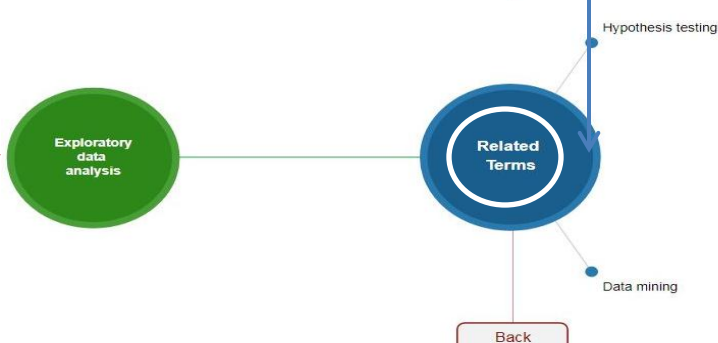 Hypothesis testing
Exploratory
data
analysis
Related
Terms
Data mining
Back